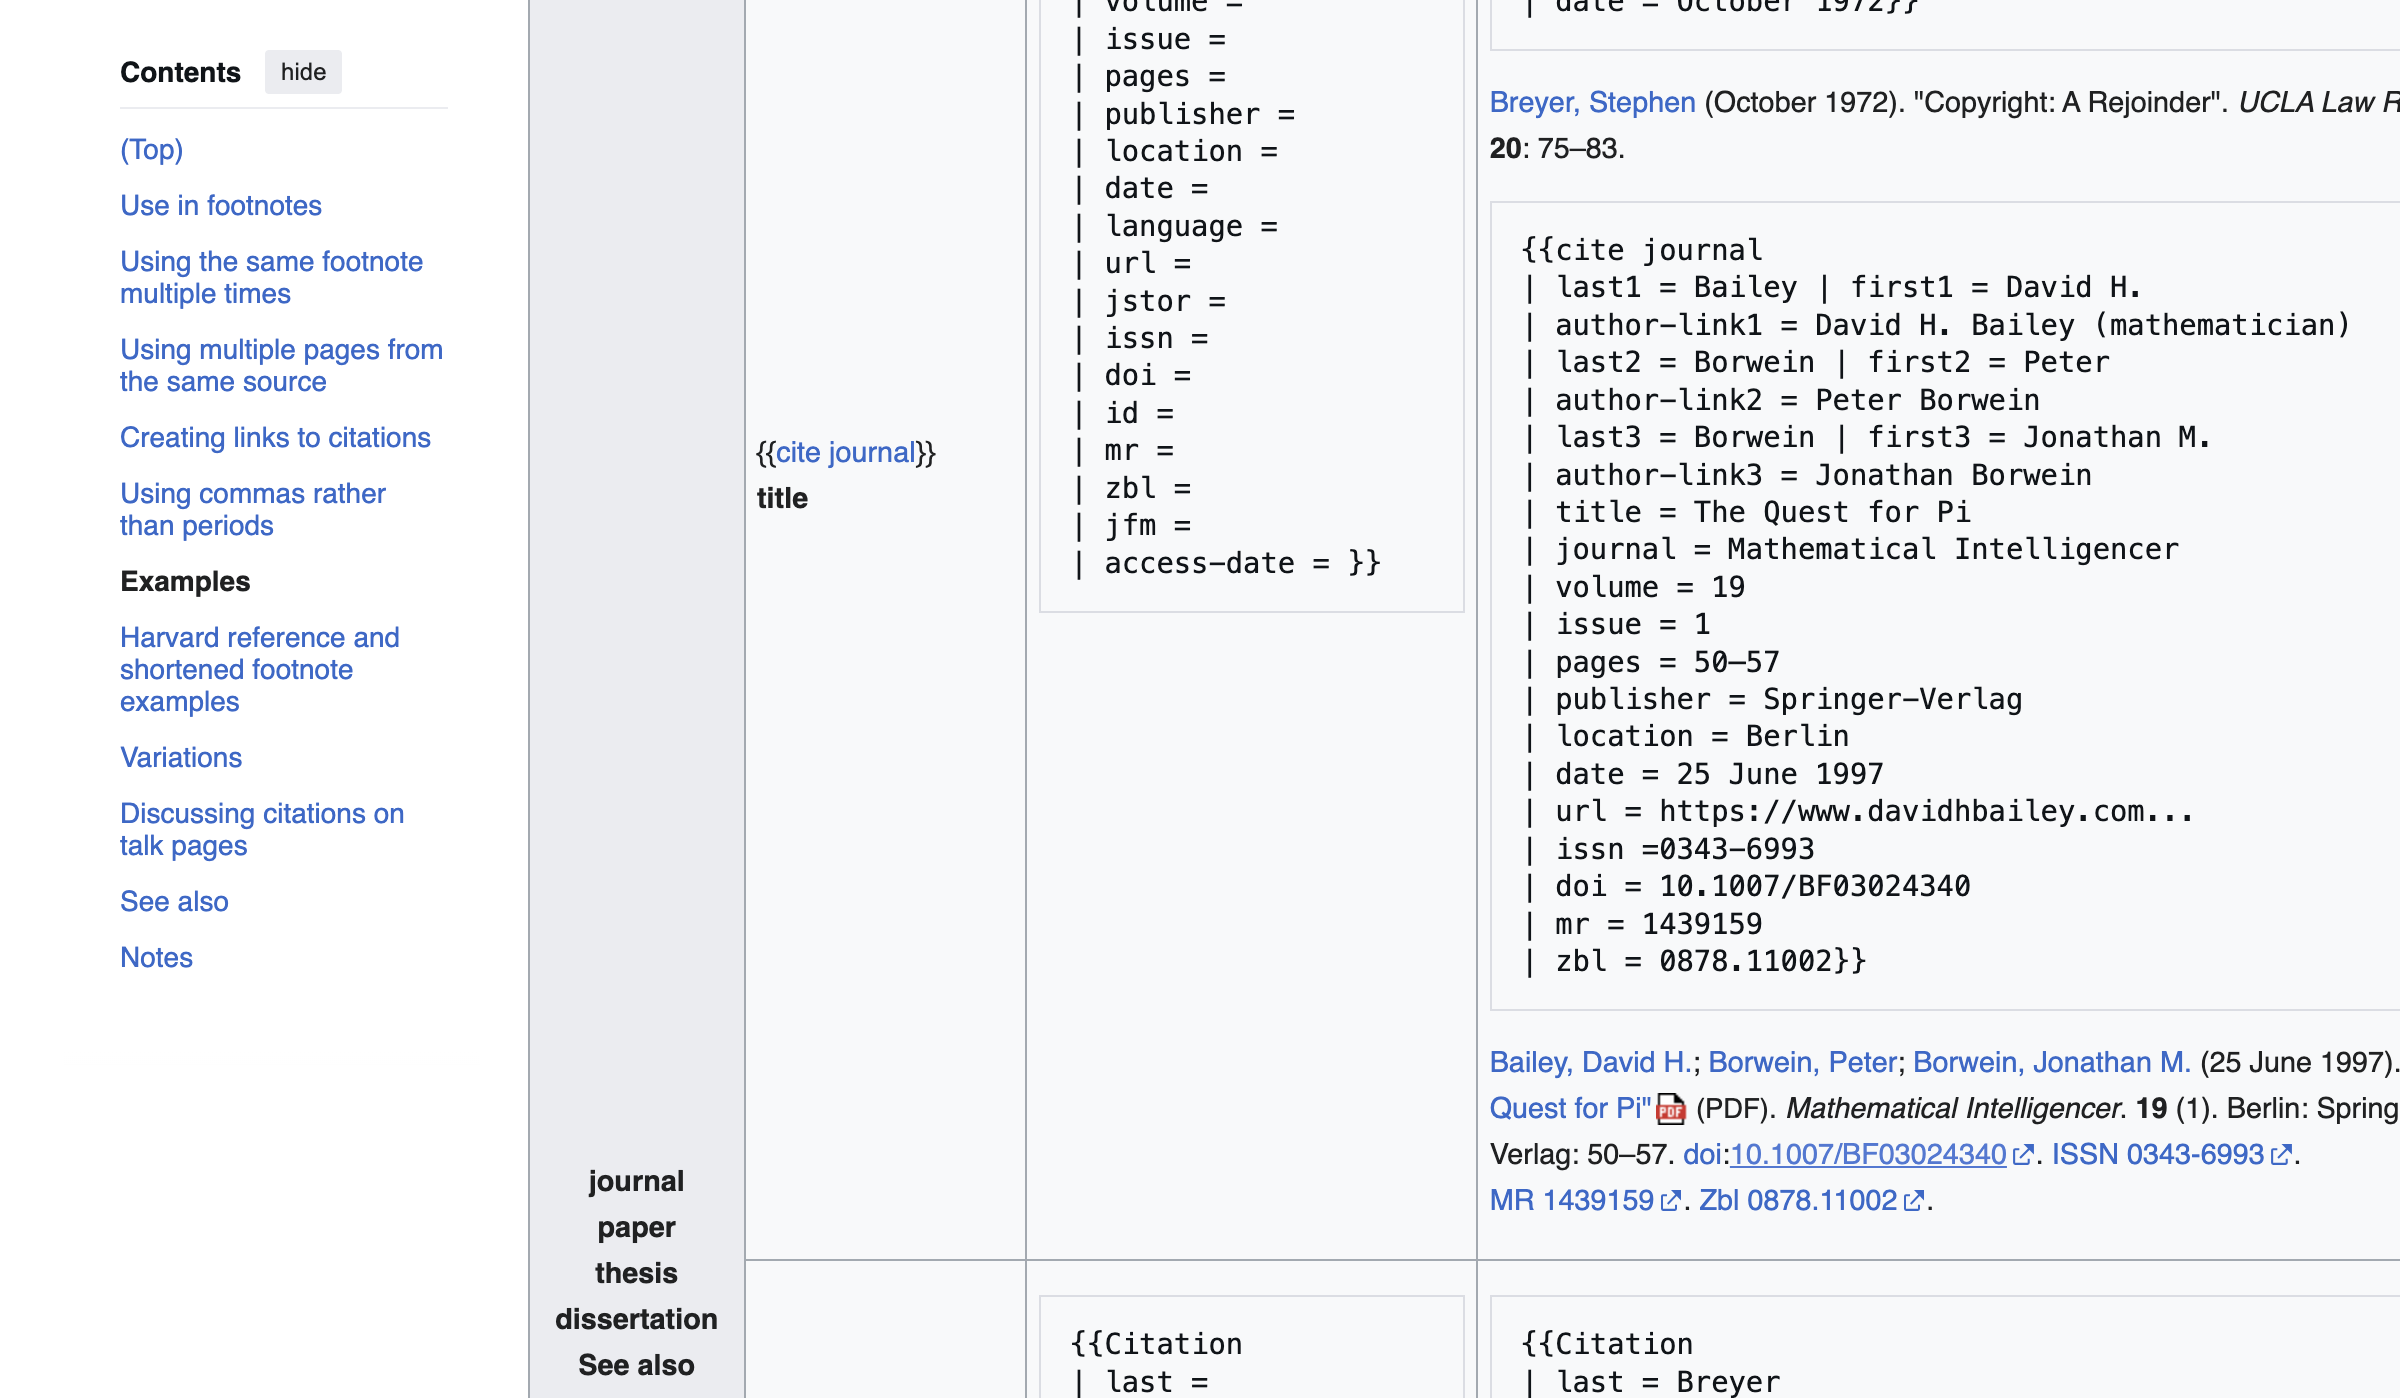 Contents hide
(Top)
Use in footnotes
Using the same footnote
multiple times
Using multiple pages from
the same source
Creating links to citations
Using commas rather
than periods
Examples
Harvard reference and
shortened footnote
examples
Variations
Discussing citations on
talk pages
See also
Notes
journal
paper
thesis
dissertation
See also
{{cite journal}}
title
| volume =
| issue =
| pages =
| publisher =
| location =
| date =
| language =
| url =
| jstor =
| issn =
| doi =
| id =
| mr =
| zbl =
| jfm =
| access-date = }}
| date = October 1972}}
Breyer, Stephen (October 1972). "Copyright: A Rejoinder". UCLA Law R
20: 75–83.
{{cite journal
| last1 = Bailey | first1 = David H.
| author-link1 = David H. Bailey (mathematician)
| last2 = Borwein | first2 = Peter
| author-link2 = Peter Borwein
| last3 = Borwein | first3 = Jonathan M.
| author-link3 = Jonathan Borwein
| title = The Quest for Pi
| journal = Mathematical Intelligencer
| volume = 19
| issue = 1
| pages = 50–57
| publisher = Springer-Verlag
| location = Berlin
| date = 25 June 1997
| url = https://www.davidhbailey.com...
| issn =0343-6993
| doi = 10.1007/BF03024340
| mr = 1439159
| zbl = 0878.11002}}
Bailey, David H.; Borwein, Peter; Borwein, Jonathan M. (25 June 1997).
Quest for Pi" PDF (PDF). Mathematical Intelligencer. 19 (1). Berlin: Spring
Verlag: 50–57. doi:10.1007/BF03024340. ISSN 0343-6993.
MR 1439159. Zbl 0878.11002.
{{Citation
| last =
{{Citation
| last = Breyer